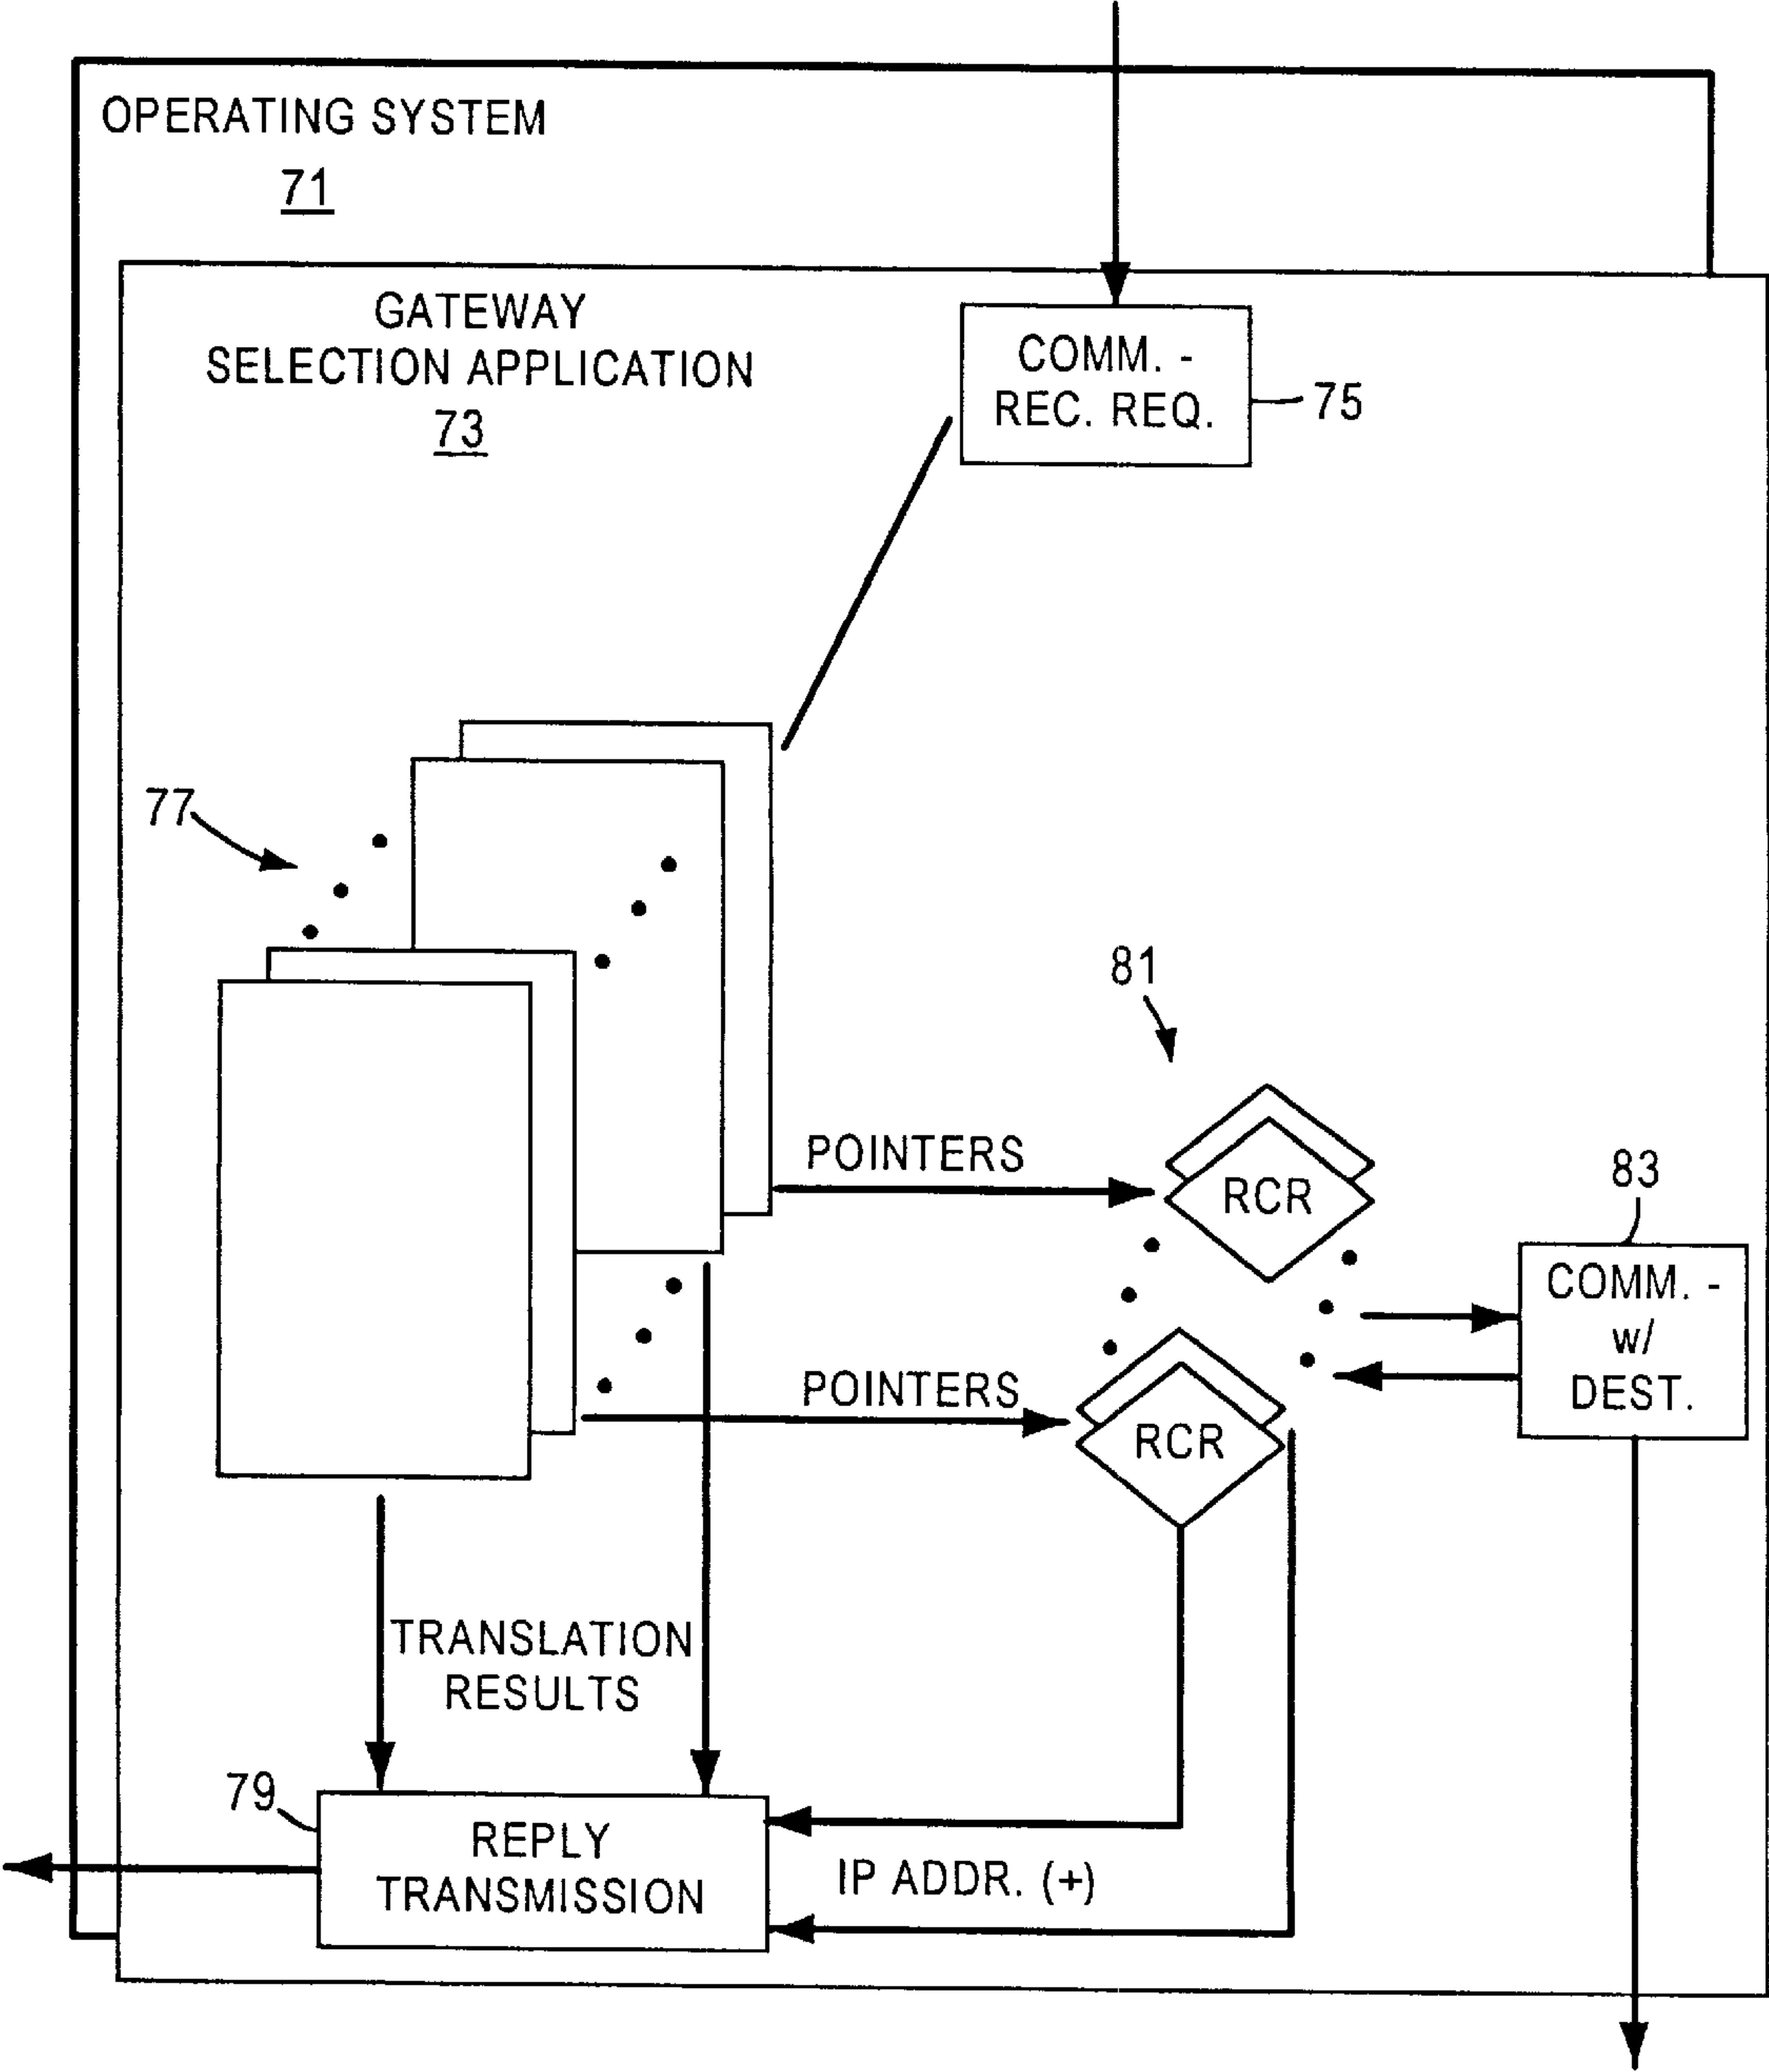 OPERATING SYSTEM
71
GATEWAY
SELECTION APPLICATION
73
COMM. -
REC. REQ.
75
77
81
POINTERS
RCR
83
COMM. -
w/
DEST.
POINTERS
RCR
TRANSLATION
RESULTS
79
REPLY
TRANSMISSION
IP ADDR. (+)